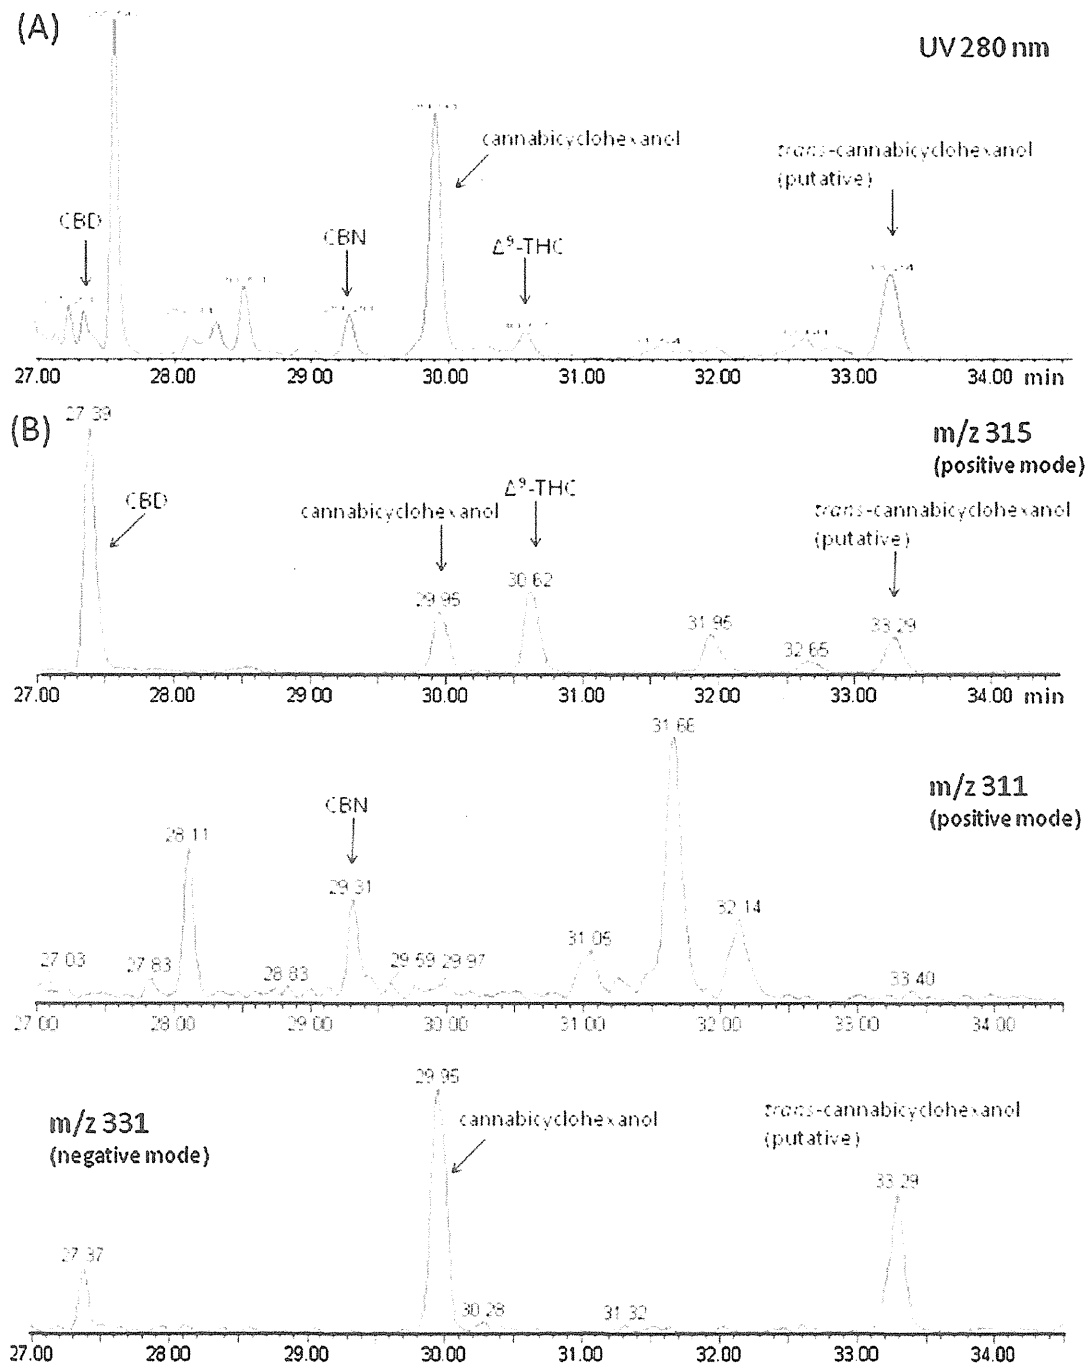 (A)
UV 280 nm
cannabicyclohexanol
trans-cannabicyclohexanol
(putative)
CBD
CBN
Δ⁹-THC
27.00 28.00 29.00 30.00 31.00 32.00 33.00 34.00 min
(B)
27.39
m/z 315
(positive mode)
CBD
Δ⁹-THC
cannabicyclohexanol
trans-cannabicyclohexanol
(putative)
30.62
29.95
31.95
33.29
32.65
27.00 28.00 29.00 30.00 31.00 32.00 33.00 34.00 min
31.66
m/z 311
(positive mode)
CBN
28.11
29.31
32.14
31.05
27.03 27.83 28.83 29.59 29.97 33.40
27.00 28.00 29.00 30.00 31.00 32.00 33.00 34.00
29.95
m/z 331
(negative mode)
cannabicyclohexanol
trans-cannabicyclohexanol
(putative)
33.29
27.37
30.28
31.32
27.00 28.00 29.00 30.00 31.00 32.00 33.00 34.00